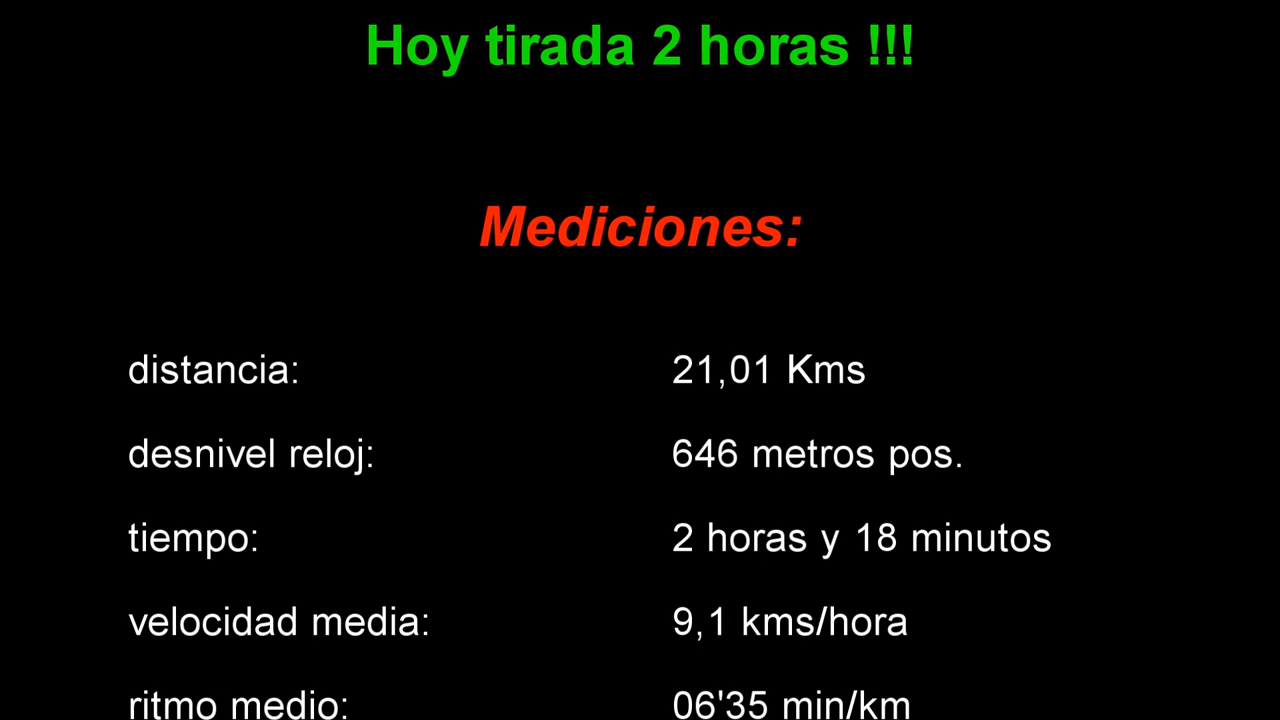 Hoy tirada 2 horas !!!
Mediciones:
distancia: 21,01 Kms
desnivel reloj: 646 metros pos.
tiempo: 2 horas y 18 minutos
velocidad media: 9,1 kms/hora
ritmo medio: 06'35 min/km